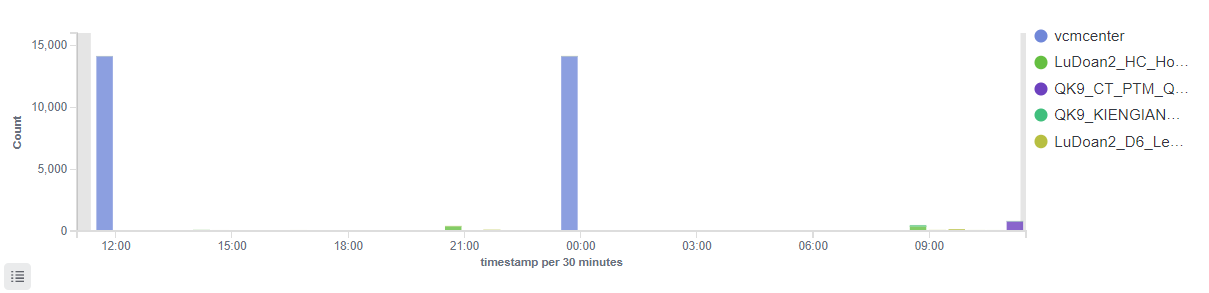 15,000
10,000
5,000
0
Count
12:00
15:00
18:00
21:00
00:00
03:00
06:00
09:00
timestamp per 30 minutes
vcmcenter
LuDoan2_HC_Ho...
QK9_CT_PTM_Q...
QK9_KIENGIAN...
LuDoan2_D6_Le...